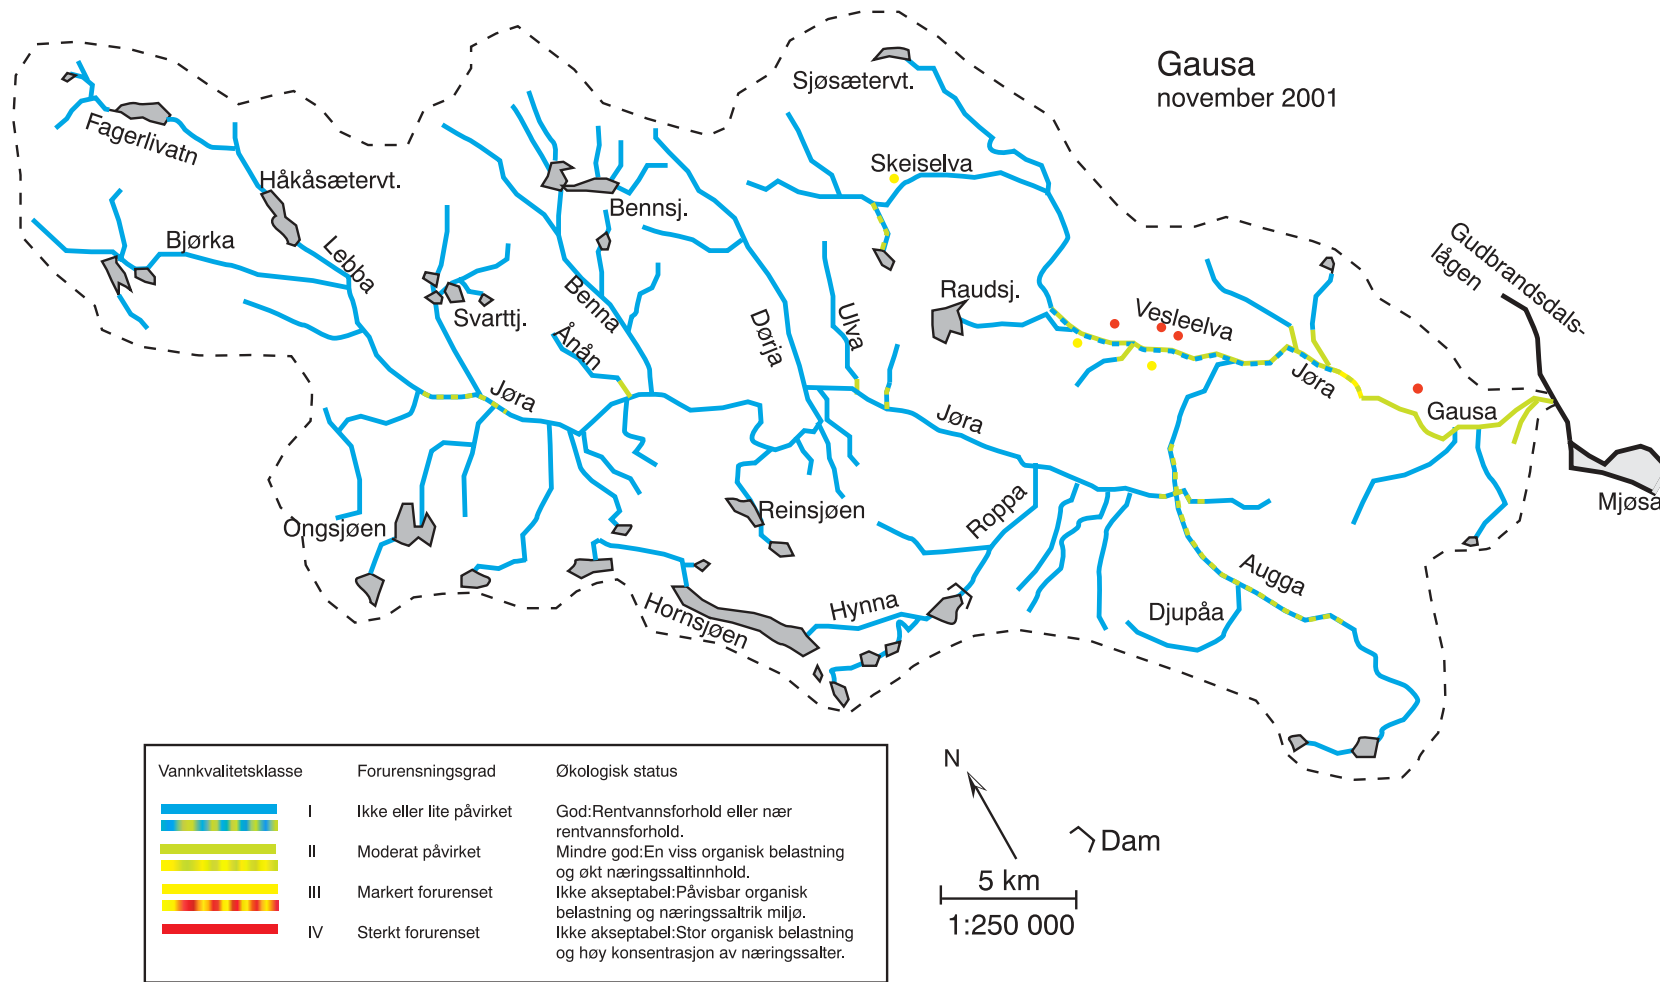 Gausa
november 2001
Sjøsætervt.
Fagerlivatn
Skeiselva
Håkåsætervt.
Bennsj.
Bjørka
Lebba
Gudbrandsdals-
lågen
Raudsj.
Benna
Svarttj.
Ånån
Dørja
Ulva
Vesleelva
Jøra
Jøra
Jøra
Gausa
Mjøsa
Ongsjøen
Reinsjøen
Roppa
Augga
Hornsjøen
Hynna
Djupåa
Vannkvalitetsklasse Forurensningsgrad Økologisk status
I Ikke eller lite påvirket God:Rentvannsforhold eller nær
rentvannsforhold.
II Moderat påvirket Mindre god:En viss organisk belastning
og økt næringssaltinnhold.
III Markert forurenset Ikke akseptabel:Påvisbar organisk
belastning og næringssaltrik miljø.
IV Sterkt forurenset Ikke akseptabel:Stor organisk belastning
og høy konsentrasjon av næringssalter.
N
Dam
5 km
1:250 000